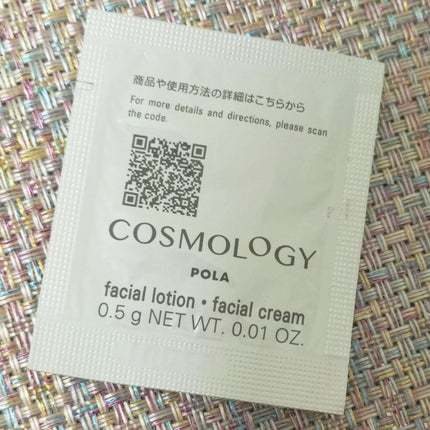 商品や使用方法の詳細はこちらから
For more details and directions, please scan
the code.
COSMOLOGY
POLA
facial lotion・facial cream
0.5 g NET WT. 0.01 OZ.